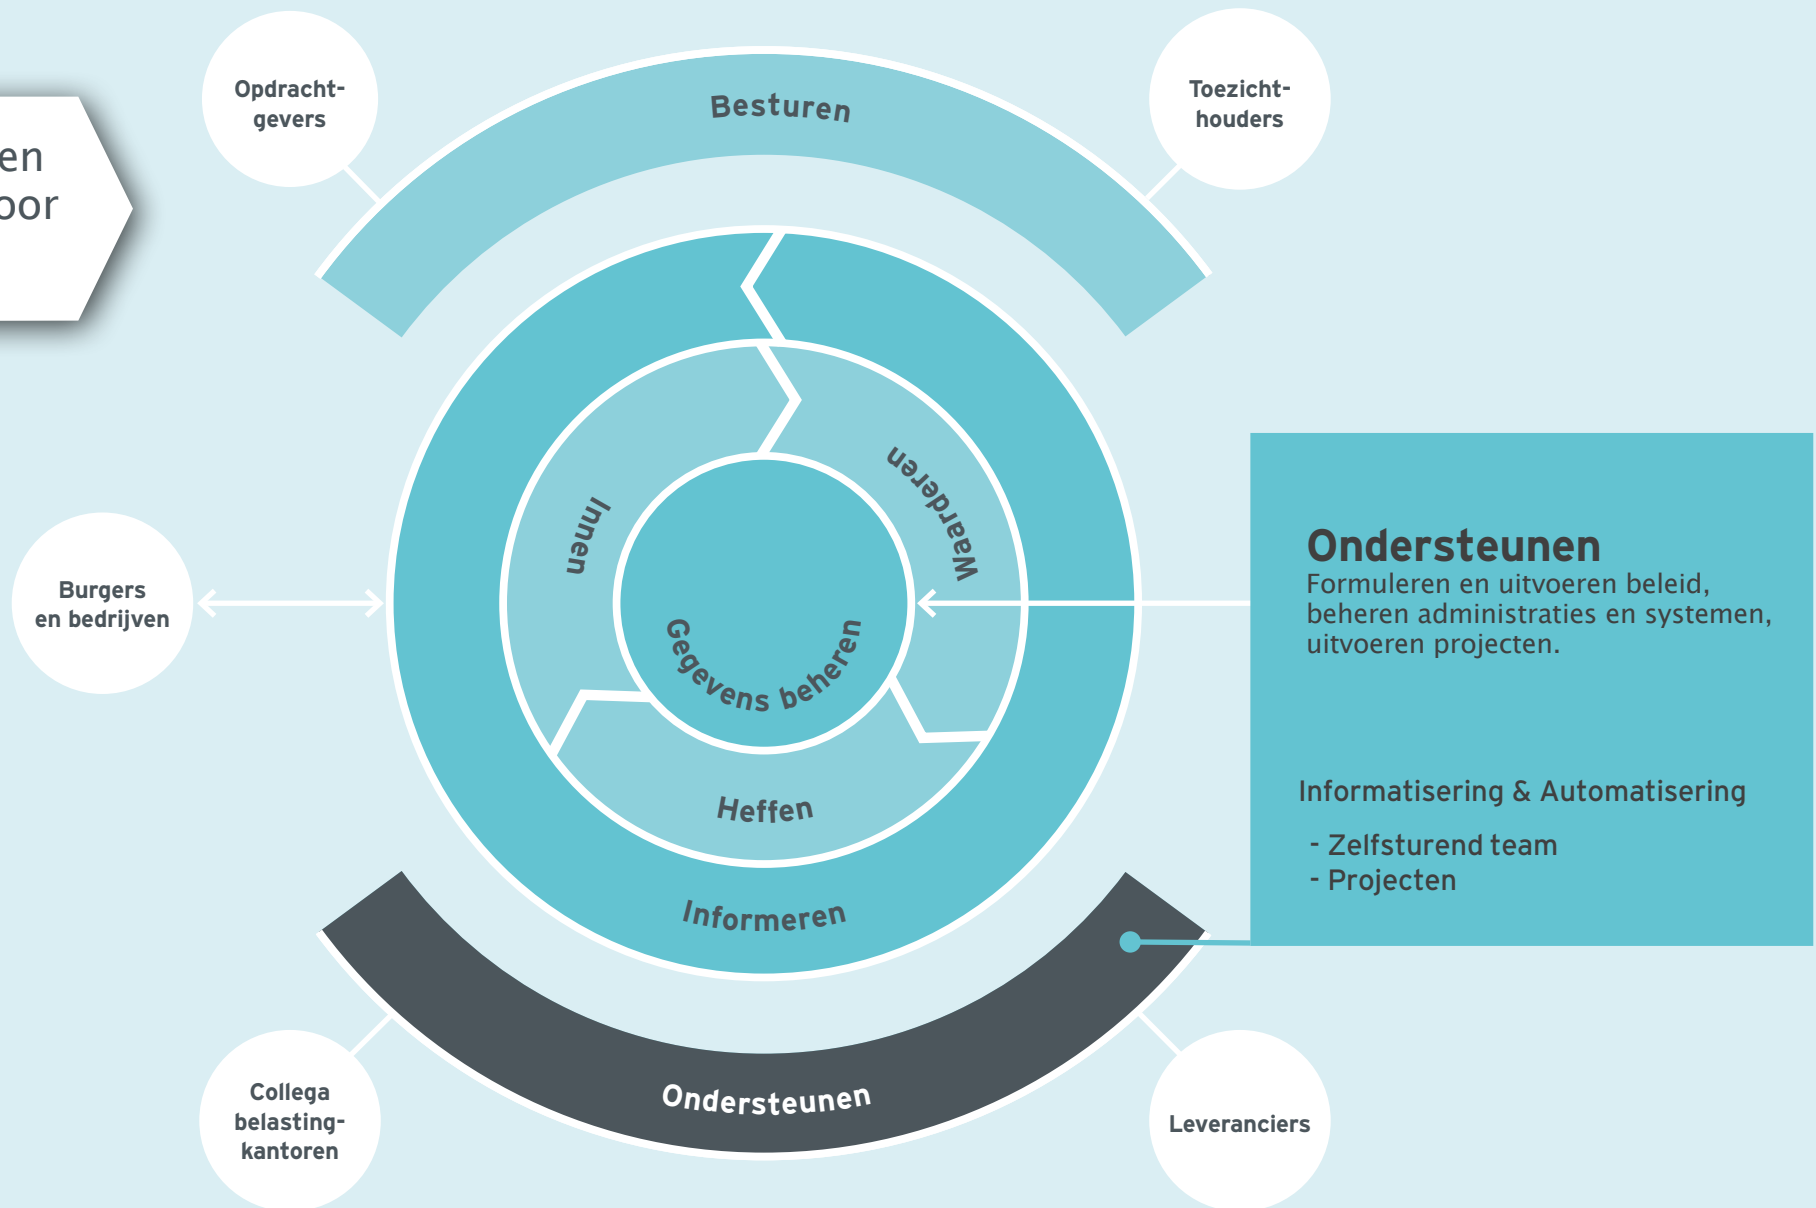 Opdracht-
gevers
Besturen
Toezicht-
houders
Waarderen
Innen
Burgers
en bedrijven
Gegevens beheren
Heffen
Informeren
Ondersteunen
Formuleren en uitvoeren beleid,
beheren administraties en systemen,
uitvoeren projecten.
Informatisering & Automatisering
- Zelfsturend team
- Projecten
Ondersteunen
Collega
belasting-
kantoren
Leveranciers